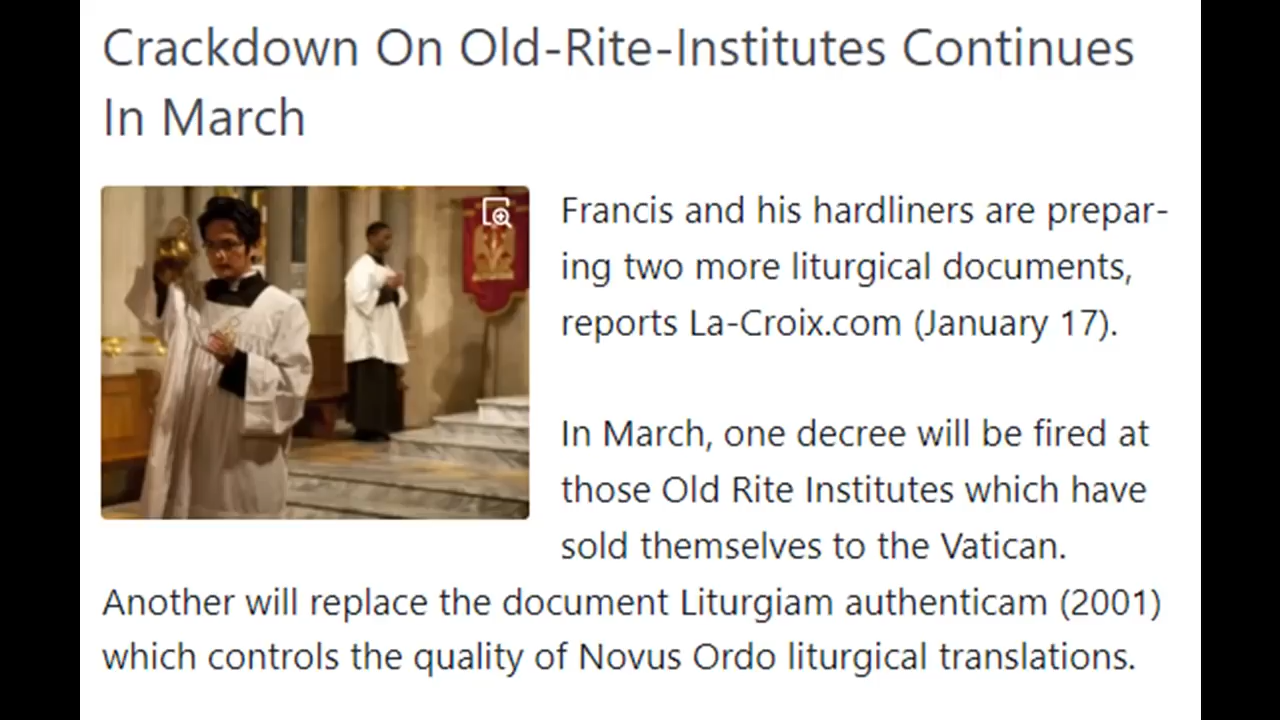 Crackdown On Old-Rite-Institutes Continues
In March
Francis and his hardliners are prepar-
ing two more liturgical documents,
reports La-Croix.com (January 17).
In March, one decree will be fired at
those Old Rite Institutes which have
sold themselves to the Vatican.
Another will replace the document Liturgiam authenticam (2001)
which controls the quality of Novus Ordo liturgical translations.